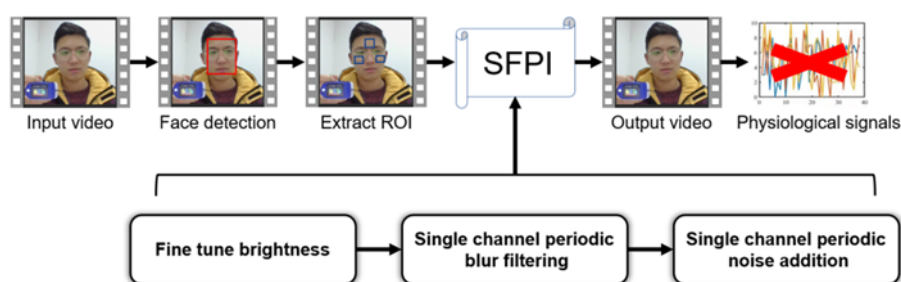 SFPI
Input video
Face detection
Extract ROI
Output video
Physiological signals
Fine tune brightness
Single channel periodic
blur filtering
Single channel periodic
noise addition